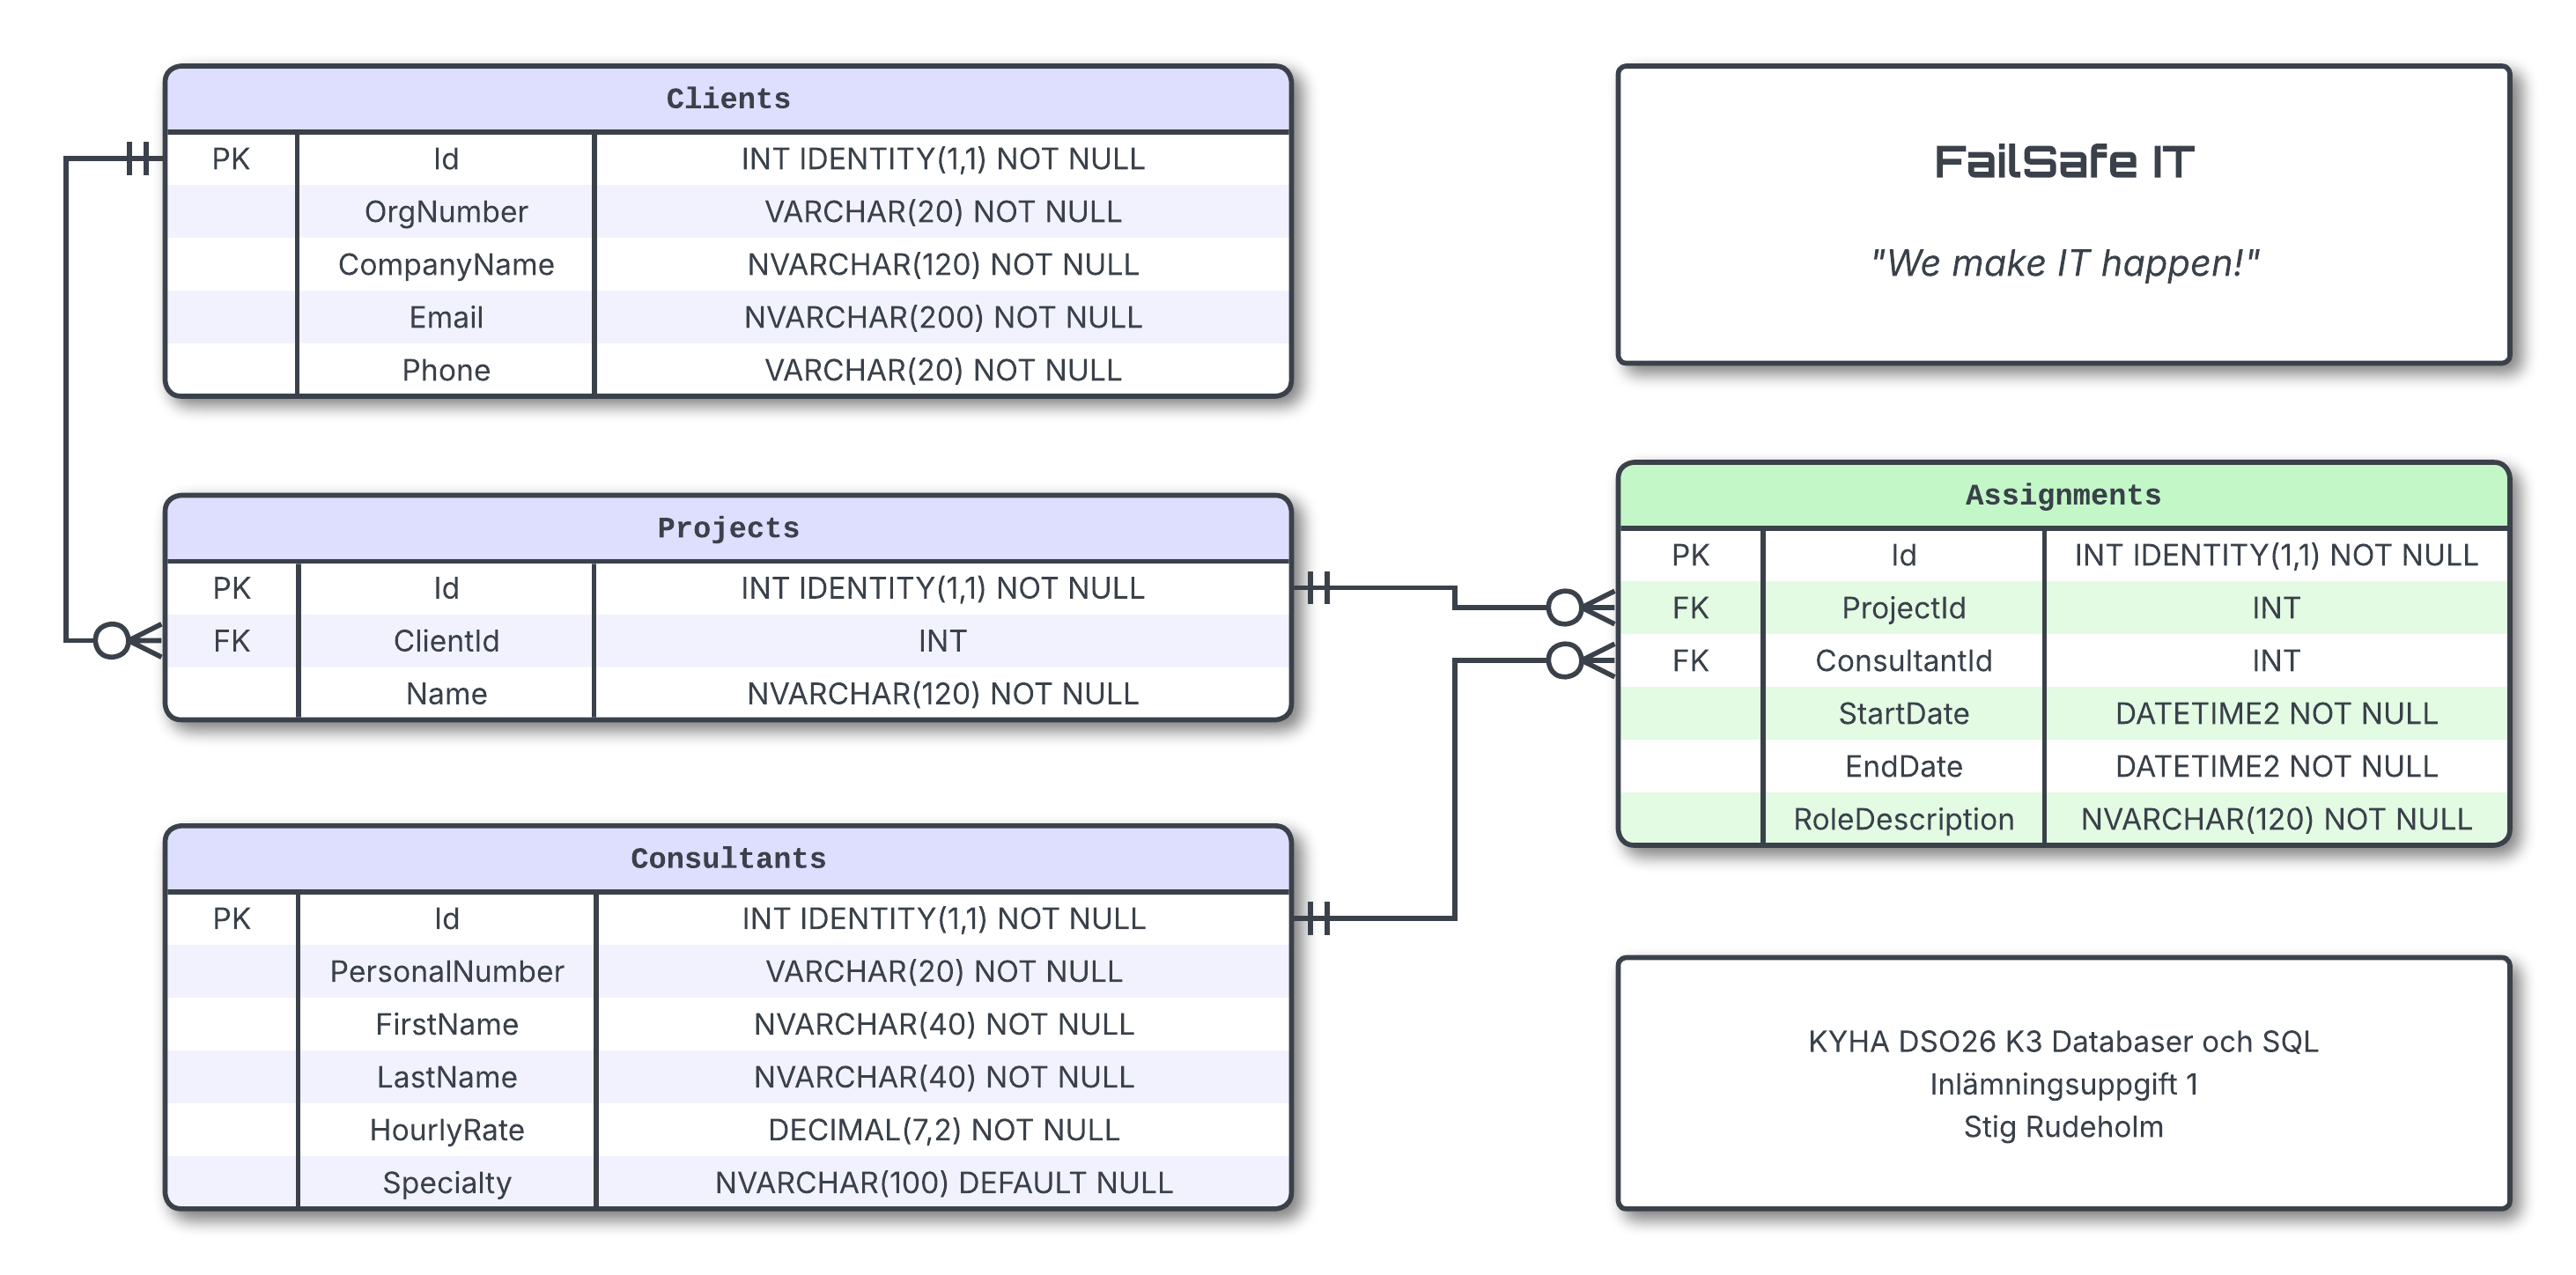 Clients
PK Id INT IDENTITY(1,1) NOT NULL
OrgNumber VARCHAR(20) NOT NULL
CompanyName NVARCHAR(120) NOT NULL
Email NVARCHAR(200) NOT NULL
Phone VARCHAR(20) NOT NULL
FailSafe IT
"We make IT happen!"
Projects
PK Id INT IDENTITY(1,1) NOT NULL
FK ClientId INT
Name NVARCHAR(120) NOT NULL
Assignments
PK Id INT IDENTITY(1,1) NOT NULL
FK ProjectId INT
FK ConsultantId INT
StartDate DATETIME2 NOT NULL
EndDate DATETIME2 NOT NULL
RoleDescription NVARCHAR(120) NOT NULL
Consultants
PK Id INT IDENTITY(1,1) NOT NULL
PersonalNumber VARCHAR(20) NOT NULL
FirstName NVARCHAR(40) NOT NULL
LastName NVARCHAR(40) NOT NULL
HourlyRate DECIMAL(7,2) NOT NULL
Specialty NVARCHAR(100) DEFAULT NULL
KYHA DSO26 K3 Databaser och SQL
Inlämningsuppgift 1
Stig Rudeholm